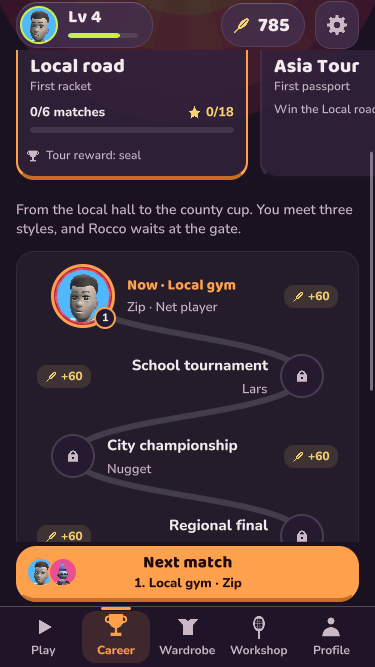 Lv 4
785
Local road
First racket
0/6 matches
0/18
Tour reward: seal
Asia Tour
First passport
Win the Local road
From the local hall to the county cup. You meet three
styles, and Rocco waits at the gate.
Now · Local gym
Zip · Net player
+60
1
School tournament
Lars
+60
City championship
Nugget
+60
Regional final
+60
Next match
1. Local gym · Zip
Play
Career
Wardrobe
Workshop
Profile